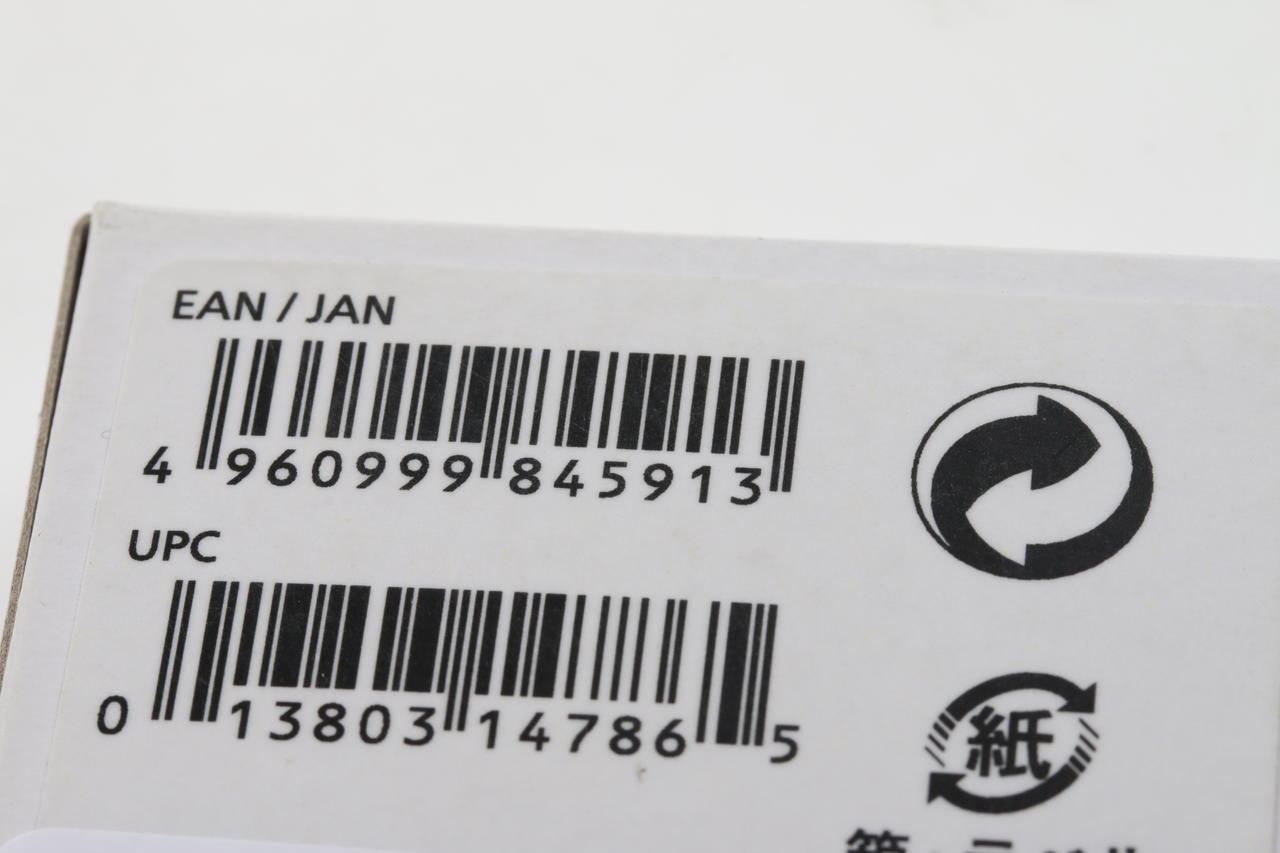 EAN / JAN
4 960999 845913
UPC
0 13803 14786 5
紙